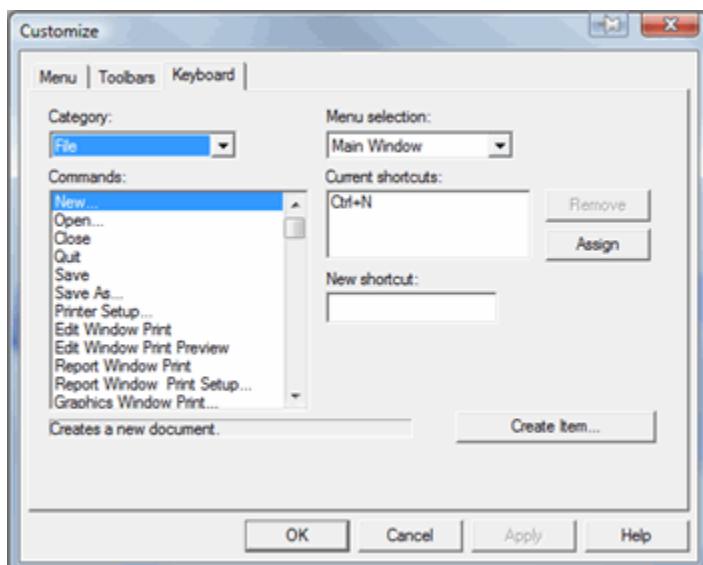 Customize
Menu Toolbars Keyboard
Category:
File
Menu selection:
Main Window
Commands:
New...
Open...
Close
Quit
Save
Save As...
Printer Setup...
Edit Window Print
Edit Window Print Preview
Report Window Print
Report Window Print Setup...
Graphics Window Print...
Current shortcuts:
Ctrl+N
Remove
Assign
New shortcut:
Creates a new document.
Create Item...
OK Cancel Apply Help